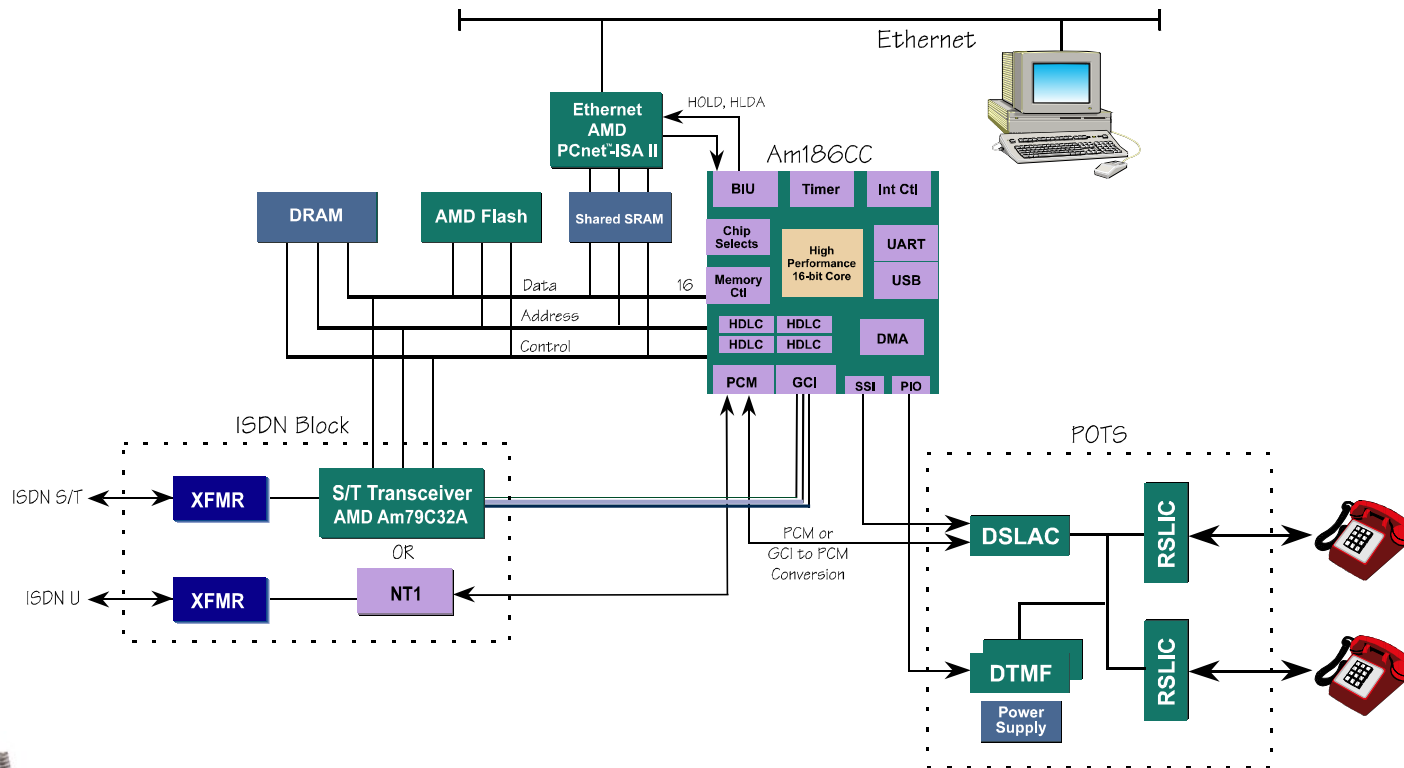 Ethernet
Ethernet
AMD
PCnet™-ISA II
HOLD, HLDA
Am186CC
BIU
Timer
Int Ctl
DRAM
AMD Flash
Shared SRAM
Chip
Selects
High
Performance
16-bit Core
UART
USB
Memory
Ctl
Data
16
Address
Control
HDLC
HDLC
HDLC
HDLC
DMA
PCM
GCI
SSI
PIO
ISDN Block
POTS
ISDN S/T
XFMR
S/T Transceiver
AMD Am79C32A
OR
ISDN U
XFMR
NT1
PCM or
GCI to PCM
Conversion
DSLAC
RSLIC
DTMF
RSLIC
Power
Supply